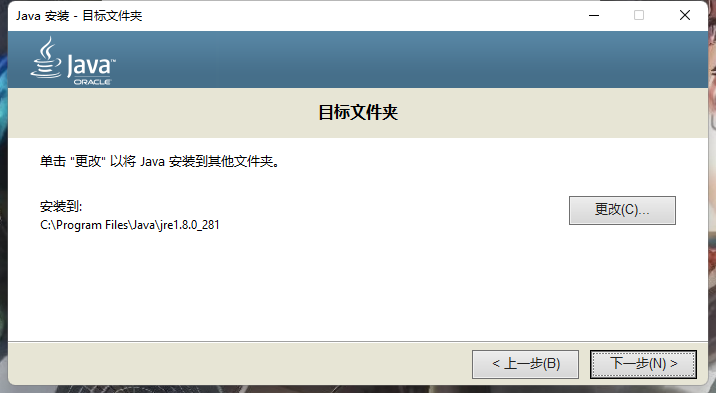 Java 安装 - 目标文件夹
Java™
ORACLE
目标文件夹
单击 "更改" 以将 Java 安装到其他文件夹。
安装到:
更改(C)...
C:\Program Files\Java\jre1.8.0_281
< 上一步(B)
下一步(N) >